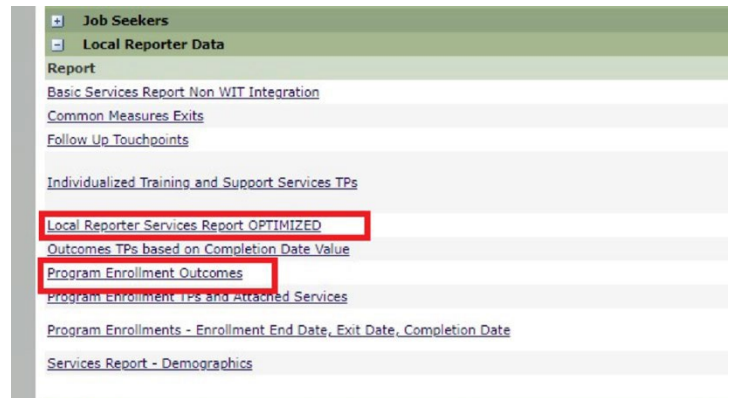 Job Seekers
Local Reporter Data
Report
Basic Services Report Non WIT Integration
Common Measures Exits
Follow Up Touchpoints
Individualized Training and Support Services TPs
Local Reporter Services Report OPTIMIZED
Outcomes TPs based on Completion Date Value
Program Enrollment Outcomes
Program Enrollment TPs and Attached Services
Program Enrollments - Enrollment End Date, Exit Date, Completion Date
Services Report - Demographics